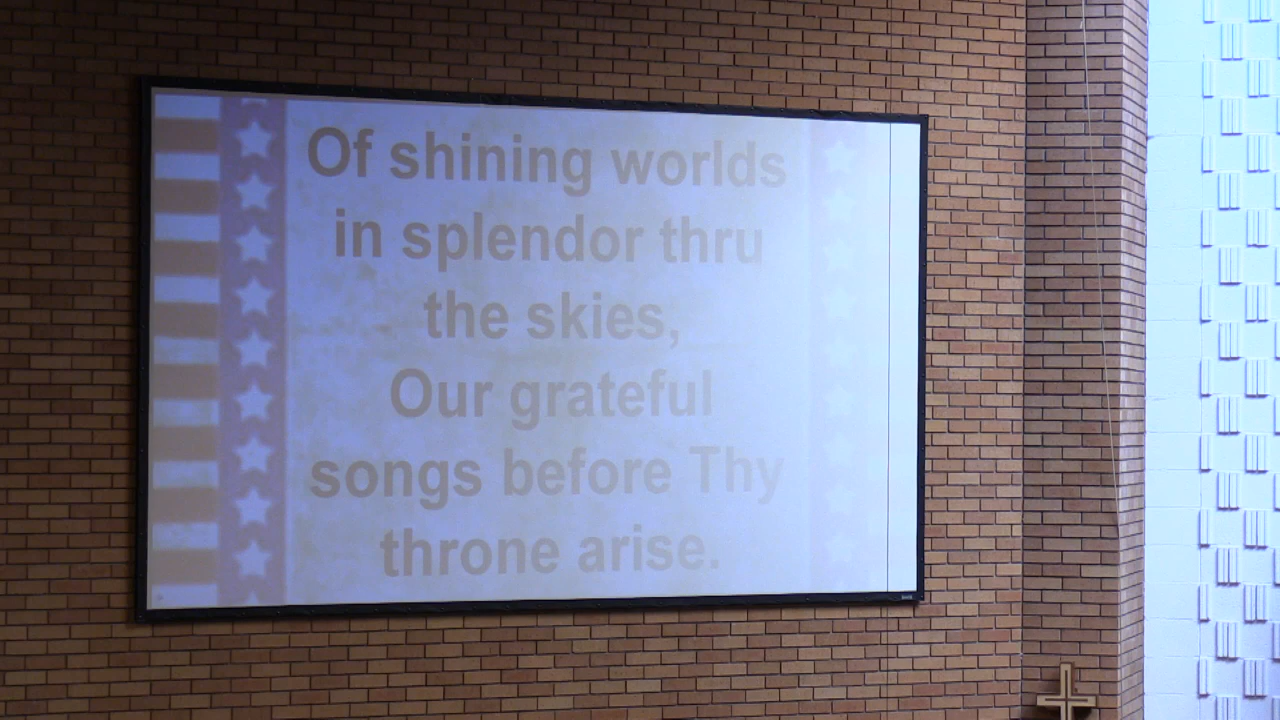 Of shining worlds
in splendor thru
the skies,
Our grateful
songs before Thy
throne arise.